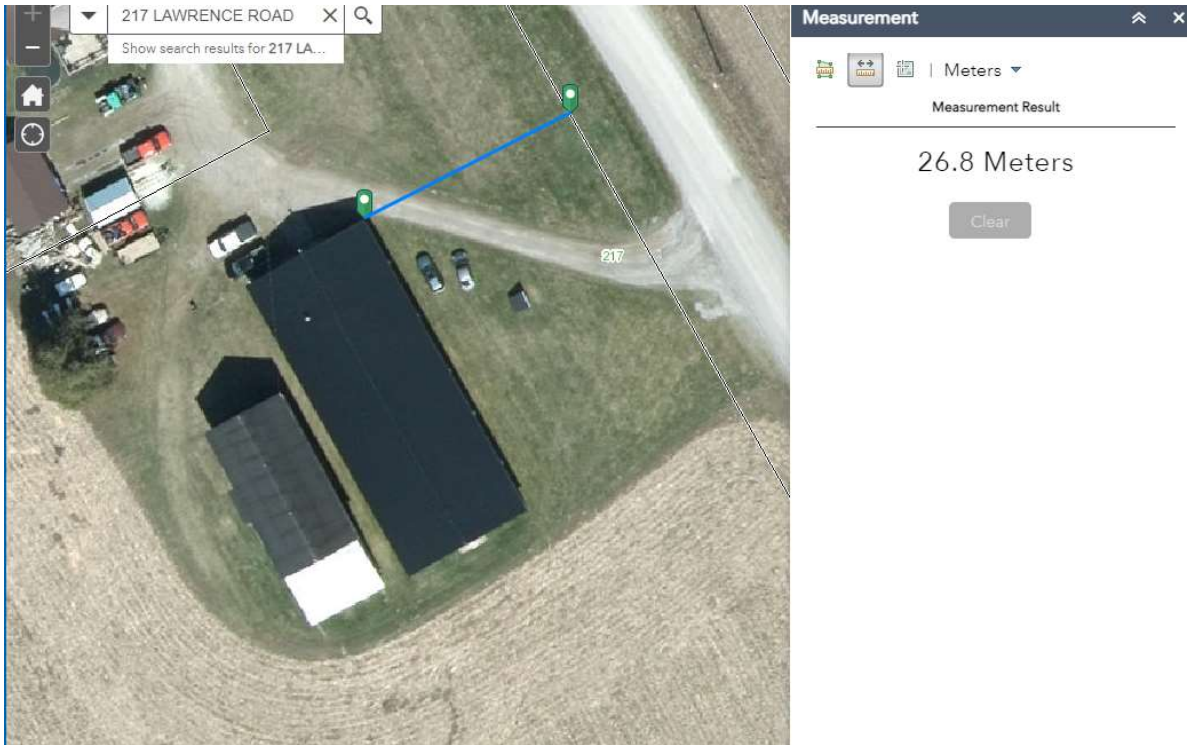 217 LAWRENCE ROAD
Show search results for 217 LA...
217
Measurement
Meters
Measurement Result
26.8 Meters
Clear